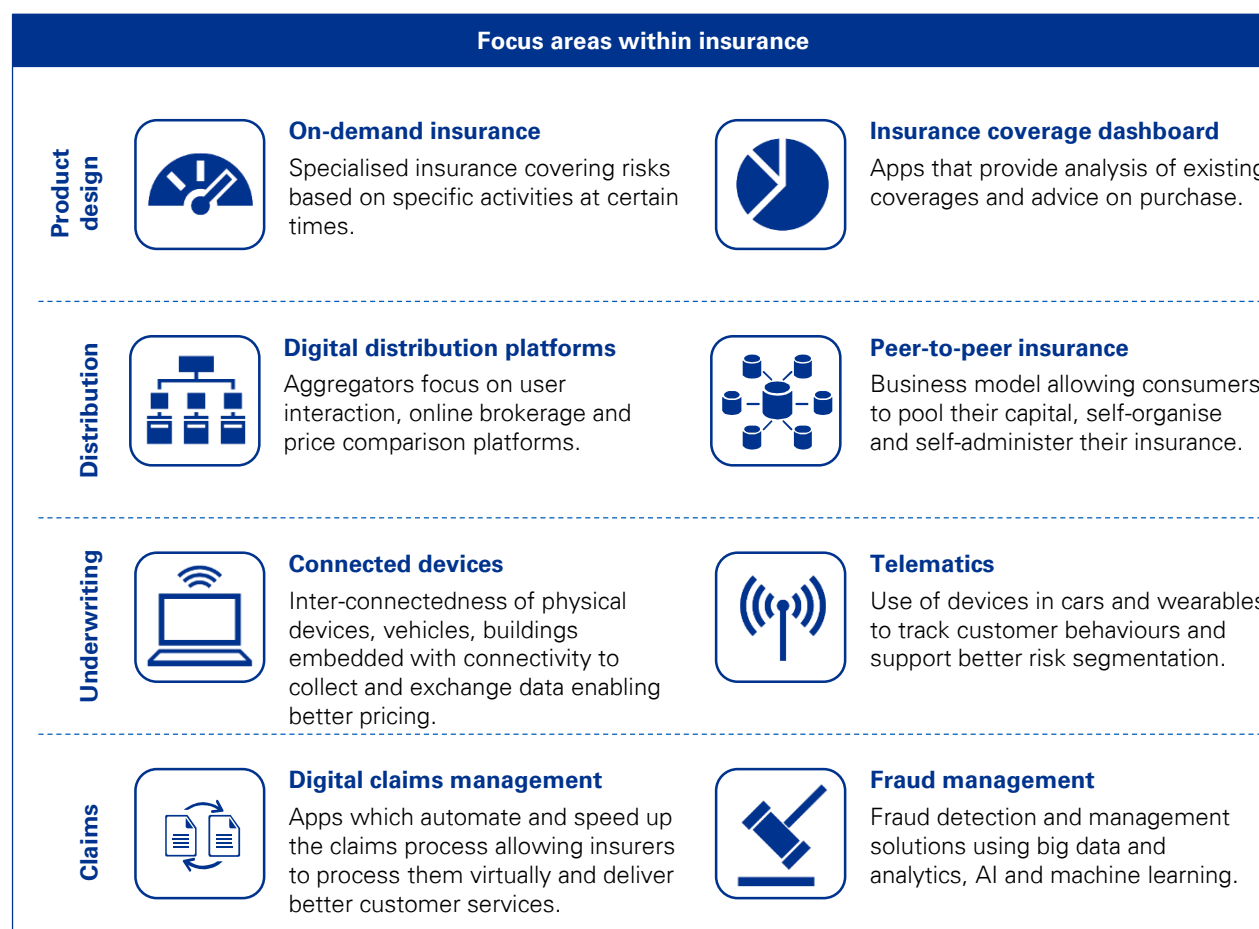 Focus areas within insurance
Product
design
On-demand insurance
Specialised insurance covering risks
based on specific activities at certain
times.
Insurance coverage dashboard
Apps that provide analysis of existing
coverages and advice on purchase.
Distribution
Digital distribution platforms
Aggregators focus on user
interaction, online brokerage and
price comparison platforms.
Peer-to-peer insurance
Business model allowing consumers
to pool their capital, self-organise
and self-administer their insurance.
Underwriting
Connected devices
Inter-connectedness of physical
devices, vehicles, buildings
embedded with connectivity to
collect and exchange data enabling
better pricing.
Telematics
Use of devices in cars and wearables
to track customer behaviours and
support better risk segmentation.
Claims
Digital claims management
Apps which automate and speed up
the claims process allowing insurers
to process them virtually and deliver
better customer services.
Fraud management
Fraud detection and management
solutions using big data and
analytics, AI and machine learning.